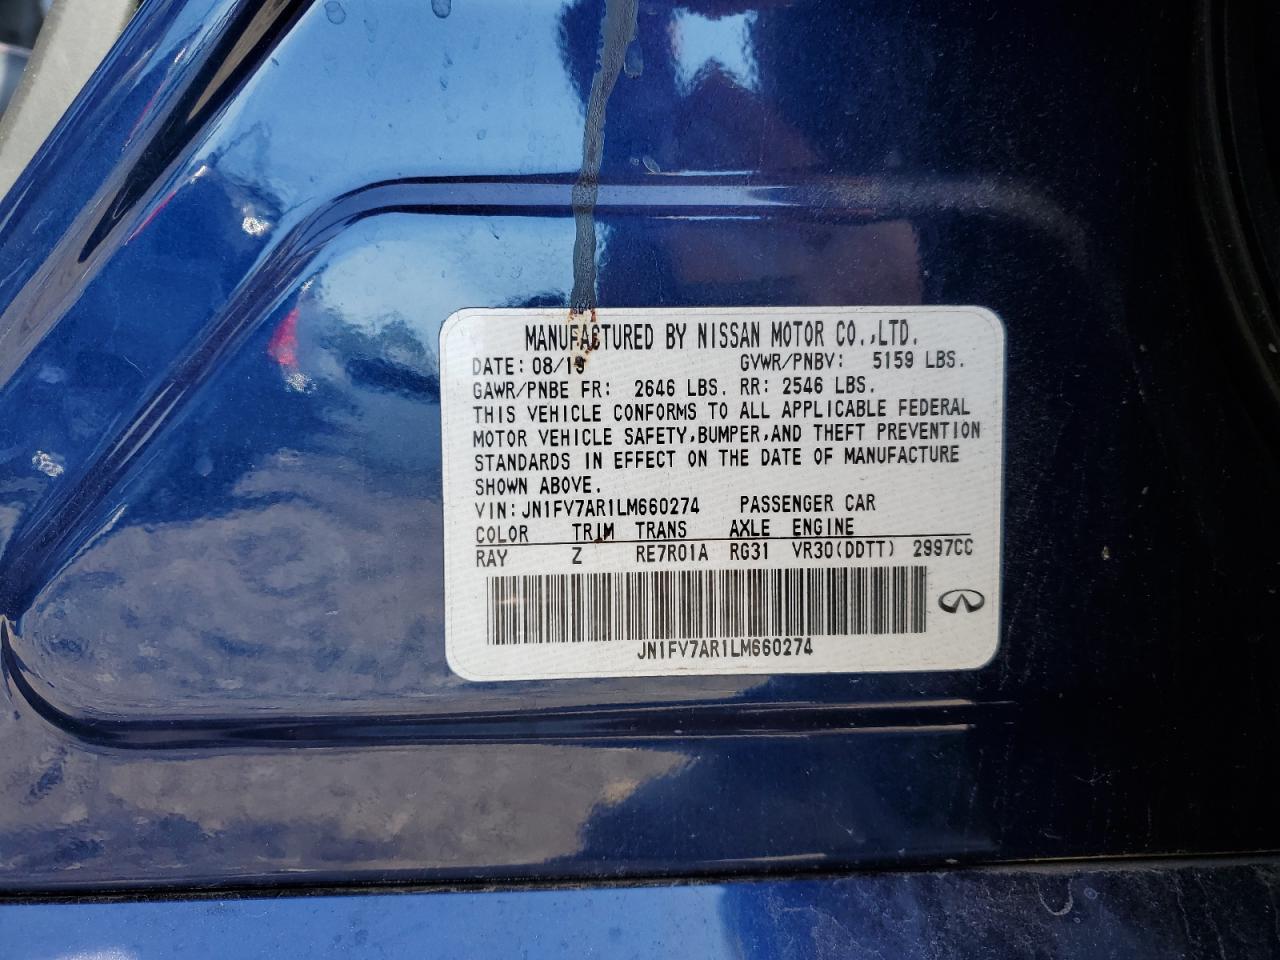 MANUFACTURED BY NISSAN MOTOR CO.,LTD.
DATE: 08/19 GVWR/PNBV: 5159 LBS.
GAWR/PNBE FR: 2646 LBS. RR: 2546 LBS.
THIS VEHICLE CONFORMS TO ALL APPLICABLE FEDERAL
MOTOR VEHICLE SAFETY,BUMPER,AND THEFT PREVENTION
STANDARDS IN EFFECT ON THE DATE OF MANUFACTURE
SHOWN ABOVE.
VIN: JN1FV7AR1LM660274 PASSENGER CAR
COLOR TRIM TRANS AXLE ENGINE
RAY Z RE7R01A RG31 VR30(DDTT) 2997CC
JN1FV7AR1LM660274